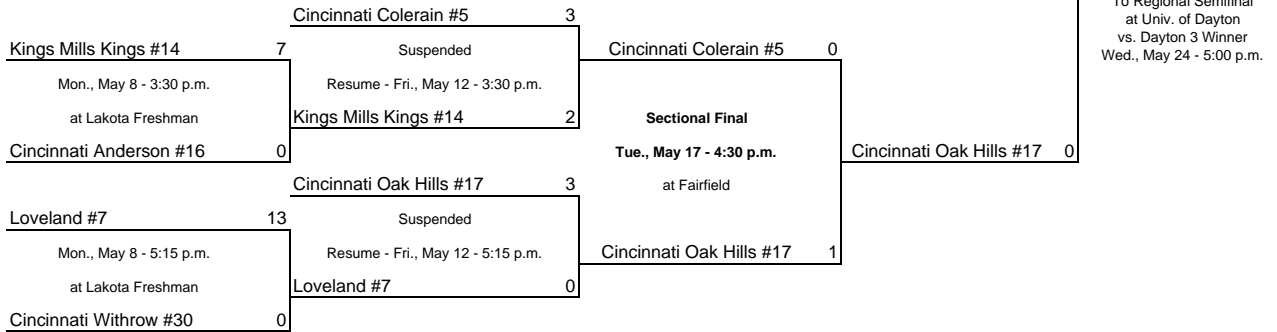 To Regional Semifinal
Cincinnati Colerain #5 3
at Univ. of Dayton
vs. Dayton 3 Winner
Kings Mills Kings #14 7
Suspended
Cincinnati Colerain #5 0
Wed., May 24 - 5:00 p.m.
Mon., May 8 - 3:30 p.m.
Resume - Fri., May 12 - 3:30 p.m.
at Lakota Freshman
Kings Mills Kings #14 2
Sectional Final
Cincinnati Anderson #16 0
Tue., May 17 - 4:30 p.m.
Cincinnati Oak Hills #17 0
Cincinnati Oak Hills #17 3
at Fairfield
Loveland #7 13
Suspended
Mon., May 8 - 5:15 p.m.
Resume - Fri., May 12 - 5:15 p.m.
Cincinnati Oak Hills #17 1
at Lakota Freshman
Loveland #7 0
Cincinnati Withrow #30 0